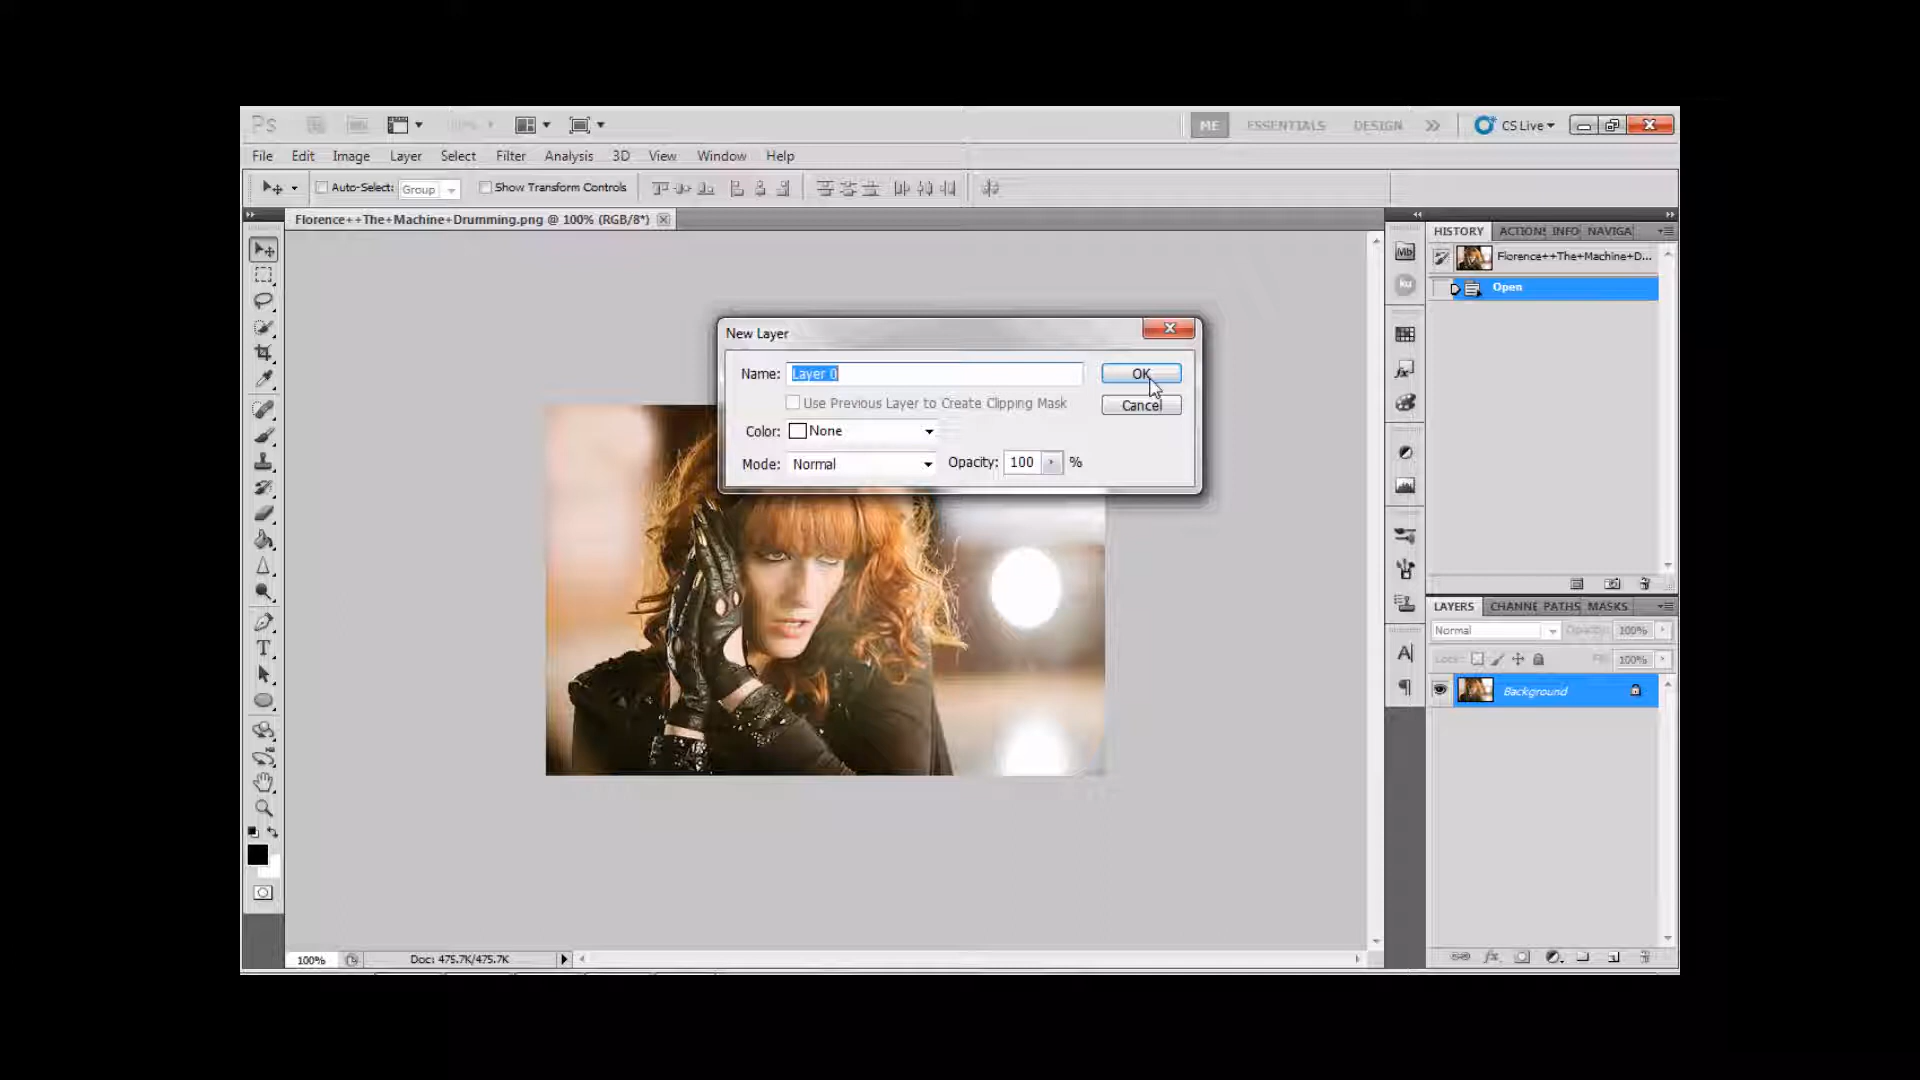 Ps
ME ESSENTIALS DESIGN CS Live
File Edit Image Layer Select Filter Analysis 3D View Window Help
Auto-Select: Group Show Transform Controls
Florence++The+Machine+Drumming.png @ 100% (RGB/8*)
HISTORY ACTIONS INFO NAVIGA
Florence++The+Machine+D...
Open
Mb
New Layer
Name: Layer 0 OK
Use Previous Layer to Create Clipping Mask Cancel
Color: None
Mode: Normal Opacity: 100 %
LAYERS CHANNE PATHS MASKS
Normal Opacity: 100%
Lock: Fill: 100%
Background
100% Doc: 475.7K/475.7K